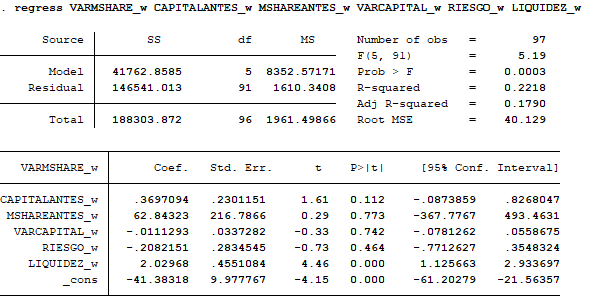 . regress VARMSHARE_w CAPITALANTES_w MSHAREANTES_w VARCAPITAL_w RIESGO_w LIQUIDEZ_w
Source SS df MS Number of obs = 97
F(5, 91) = 5.19
Model 41762.8585 5 8352.57171 Prob > F = 0.0003
Residual 146541.013 91 1610.3408 R-squared = 0.2218
Adj R-squared = 0.1790
Total 188303.872 96 1961.49866 Root MSE = 40.129
VARMSHARE_w Coef. Std. Err. t P>|t| [95% Conf. Interval]
CAPITALANTES_w .3697094 .2301151 1.61 0.112 -.0873859 .8268047
MSHAREANTES_w 62.84323 216.7866 0.29 0.773 -367.7767 493.4631
VARCAPITAL_w -.0111293 .0337282 -0.33 0.742 -.0781262 .0558675
RIESGO_w -.2082151 .2834545 -0.73 0.464 -.7712627 .3548324
LIQUIDEZ_w 2.02968 .4551084 4.46 0.000 1.125663 2.933697
_cons -41.38318 9.977767 -4.15 0.000 -61.20279 -21.56357